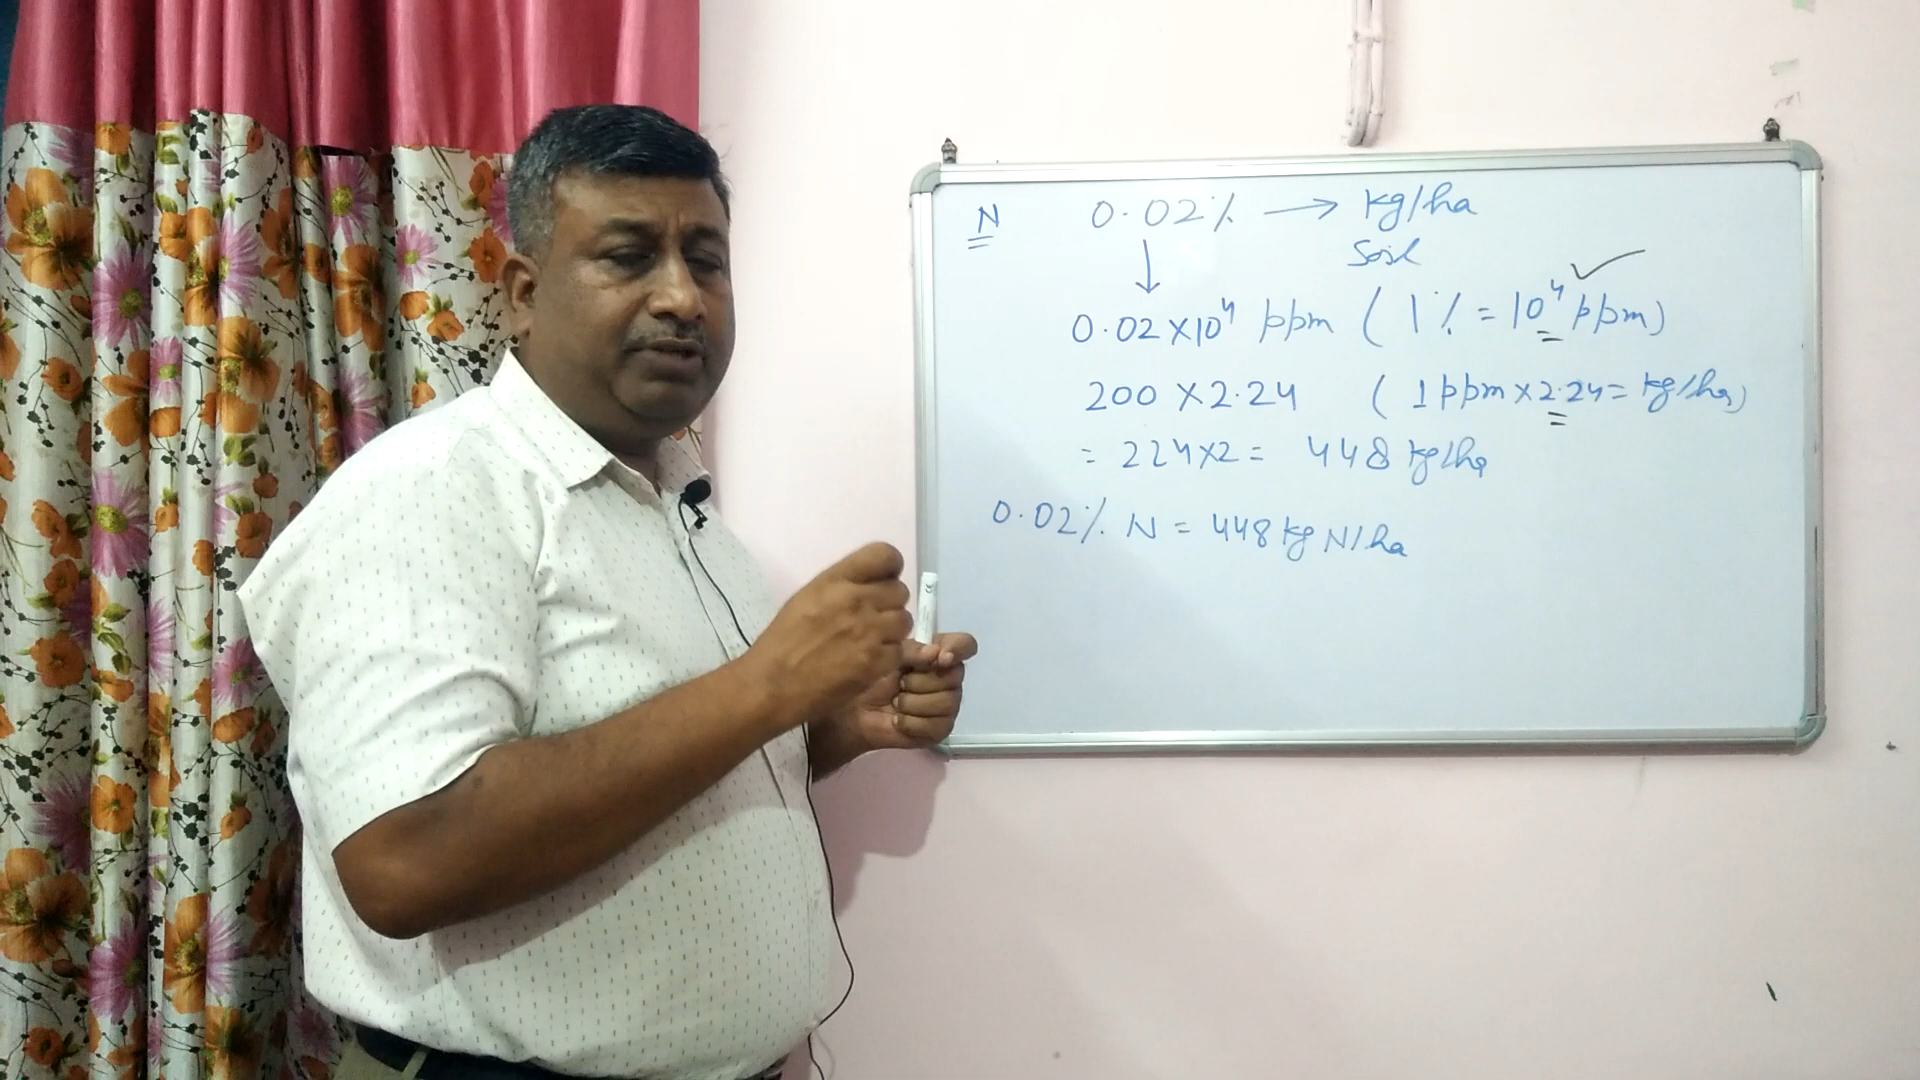 N 0.02% → kg/ha
Soil
↓
0.02×10⁴ ppm ( 1% = 10⁴ ppm) ✓
200 ×2.24 ( 1 ppm × 2.24 = kg/ha)
= 224×2 = 448 kg/ha
0.02% N = 448 kg N/ha